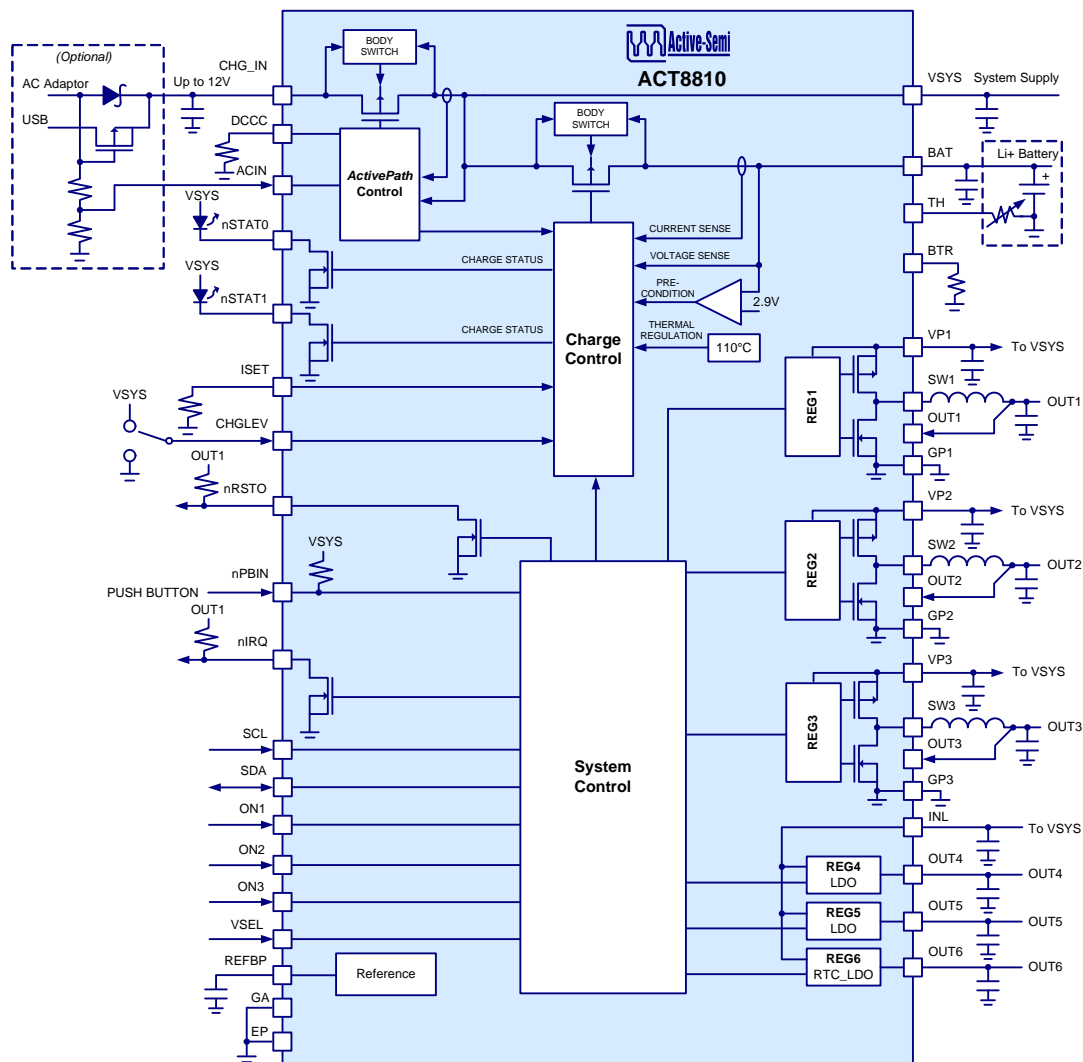 Active-Semi
ACT8810
(Optional)
AC Adaptor
USB
Up to 12V
CHG_IN
DCCC
ACIN
VSYS
nSTAT0
VSYS
nSTAT1
ISET
VSYS
CHGLEV
OUT1
nRSTO
nPBIN
PUSH BUTTON
OUT1
nIRQ
SCL
SDA
ON1
ON2
ON3
VSEL
REFBP
GA
EP
BODY
SWITCH
ActivePath
Control
BODY
SWITCH
CHARGE STATUS
CHARGE STATUS
CURRENT SENSE
VOLTAGE SENSE
PRE-
CONDITION
2.9V
THERMAL
REGULATION
110°C
Charge
Control
VSYS
System
Control
Reference
REG1
REG2
REG3
REG4
LDO
REG5
LDO
REG6
RTC_LDO
VSYS
System Supply
BAT
Li+ Battery
+
TH
BTR
VP1
To VSYS
SW1
OUT1
OUT1
GP1
VP2
To VSYS
SW2
OUT2
OUT2
GP2
VP3
To VSYS
SW3
OUT3
OUT3
GP3
INL
To VSYS
OUT4
OUT4
OUT5
OUT5
OUT6
OUT6